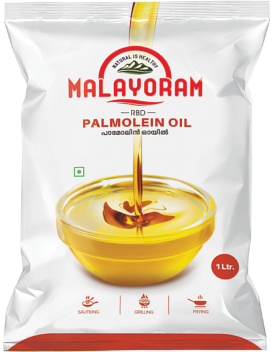 NATURAL IS HEALTHY
MALAYORAM
RBD
PALMOLEIN OIL
പാമോലിൻ ഓയിൽ
1 Ltr.
SAUTEING
GRILLING
FRYING